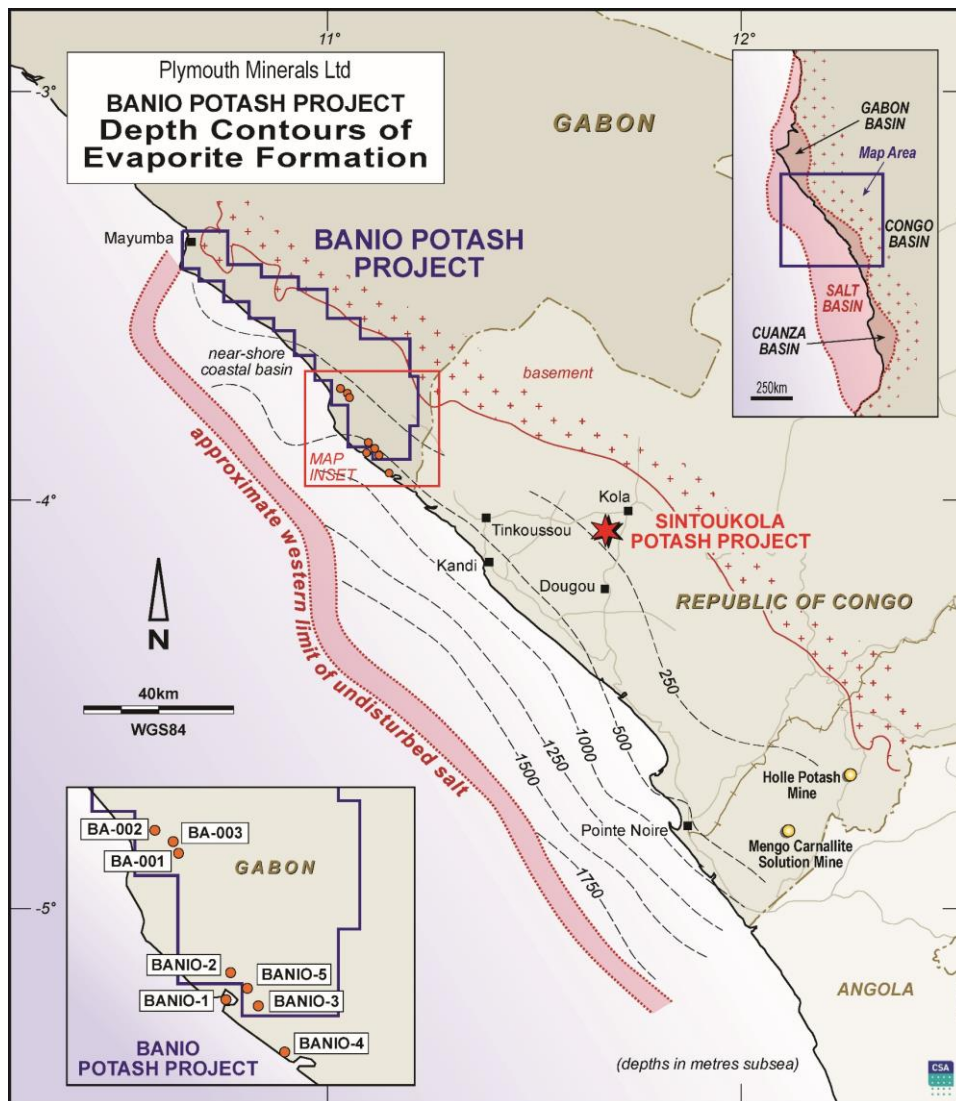 11°
12°
-3°
-4°
-5°
Plymouth Minerals Ltd
BANIO POTASH PROJECT
Depth Contours of
Evaporite Formation
GABON
GABON
BASIN
Map Area
CONGO
BASIN
SALT
BASIN
CUANZA
BASIN
250km
Mayumba
BANIO POTASH
PROJECT
near-shore
coastal basin
basement
MAP
INSET
approximate western limit of undisturbed salt
Kola
Tinkoussou
SINTOUKOLA
POTASH PROJECT
Kandi
Dougou
REPUBLIC OF CONGO
N
40km
WGS84
250
500
1000
1250
1500
1750
Holle Potash
Mine
Pointe Noire
Mengo Carnallite
Solution Mine
ANGOLA
BA-002
BA-003
BA-001
GABON
BANIO-2
BANIO-5
BANIO-1
BANIO-3
BANIO-4
BANIO
POTASH PROJECT
(depths in metres subsea)
CSA